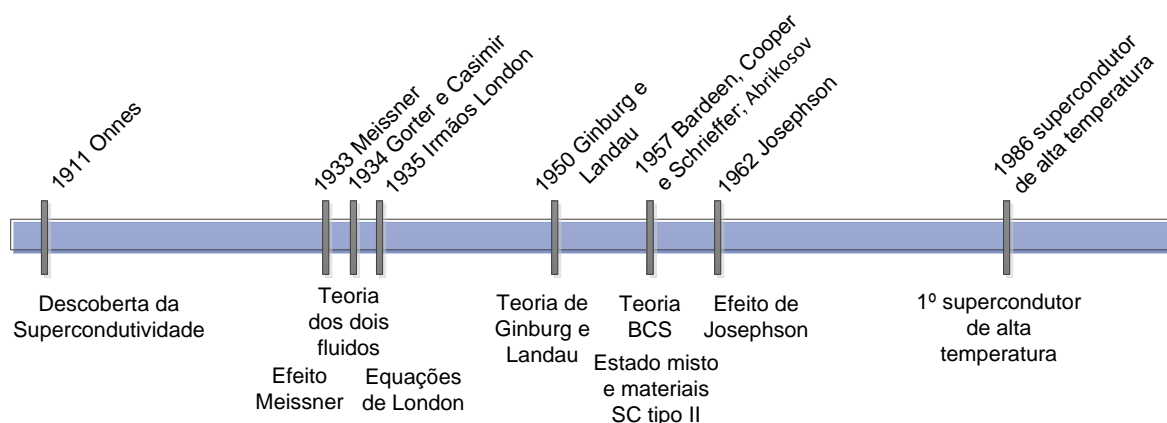 1911 Onnes
1933 Meissner
1934 Gorter e Casimir
1935 Irmãos London
1950 Ginburg e
Landau
1957 Bardeen, Cooper
e Schrieffer; Abrikosov
1962 Josephson
1986 supercondutor
de alta temperatura
Descoberta da
Supercondutividade
Efeito
Meissner
Teoria
dos dois
fluidos
Equações
de London
Teoria de
Ginburg e
Landau
Teoria
BCS
Estado misto
e materiais
SC tipo II
Efeito de
Josephson
1º supercondutor
de alta
temperatura